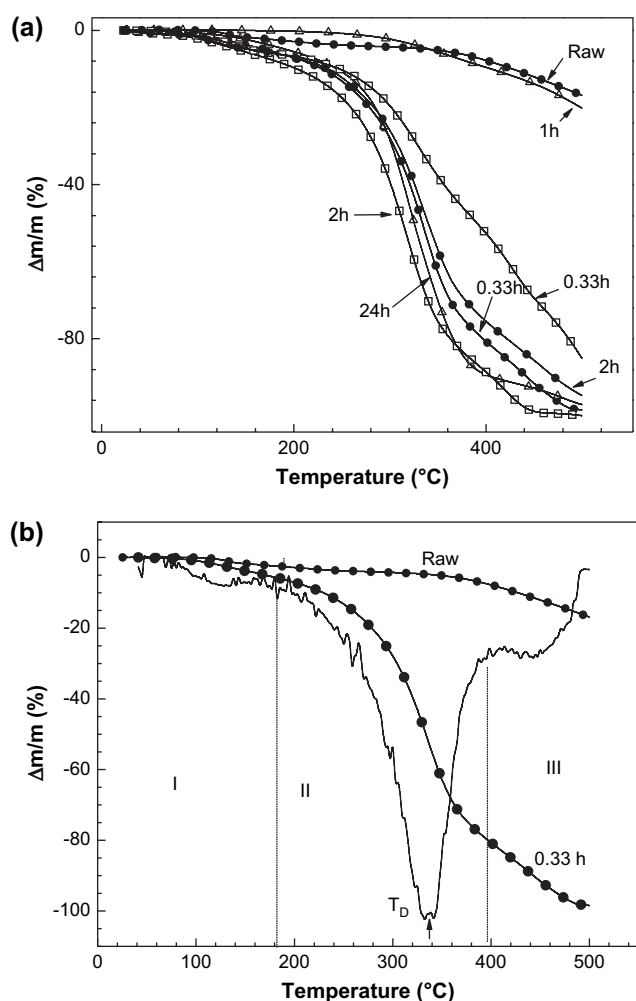 (a)
0
Raw
1h
-40
2h
0.33h
24h
0.33h
-80
2h
0 200 400
Δm/m (%)
Temperature (°C)
(b)
0
Raw
-20
-40
-60
I II III
-80
0.33 h
-100
T_D
0 100 200 300 400 500
Δm/m (%)
Temperature (°C)